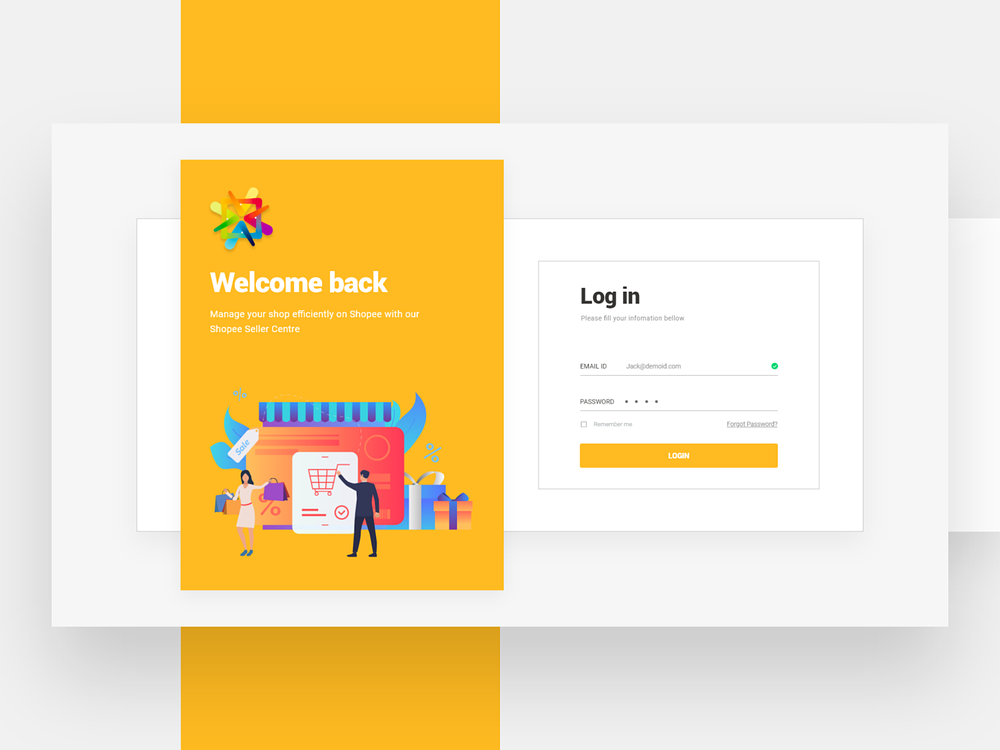 Welcome back
Manage your shop efficiently on Shopee with our
Shopee Seller Centre
%
Sale
%
%
Log in
Please fill your infomation bellow
EMAIL ID Jack@demoid.com
PASSWORD • • • •
Remember me Forgot Password?
LOGIN